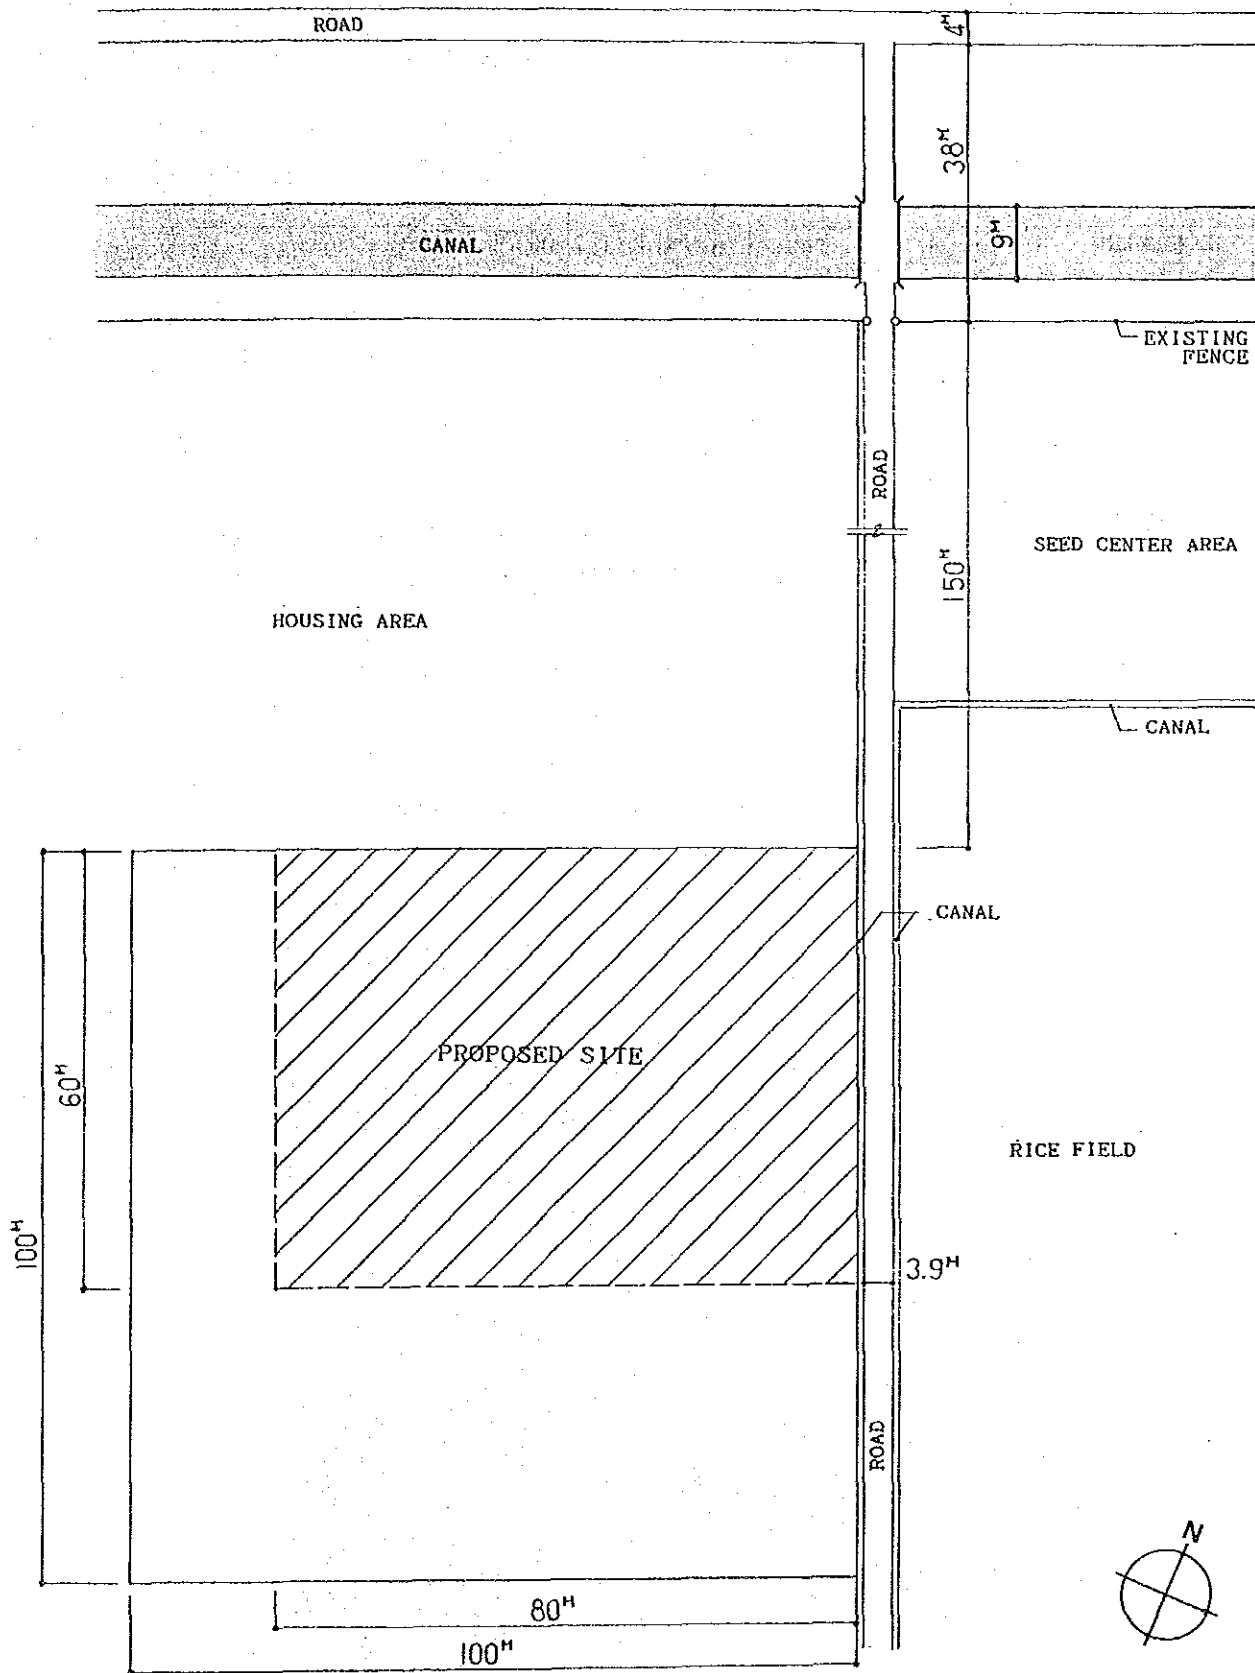 ROAD
4M
38M
CANAL
9M
EXISTING
FENCE
ROAD
SEED CENTER AREA
150M
HOUSING AREA
CANAL
CANAL
PROPOSED SITE
60M
RICE FIELD
100M
3.9M
ROAD
N
80M
100M